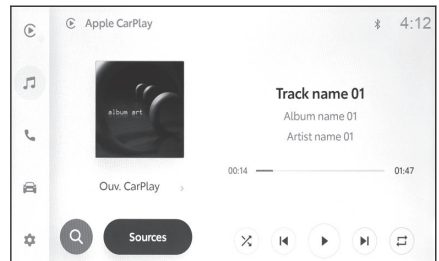 Apple CarPlay
4:12
album art
Track name 01
Album name 01
Artist name 01
00:14
01:47
Ouv. CarPlay
Sources